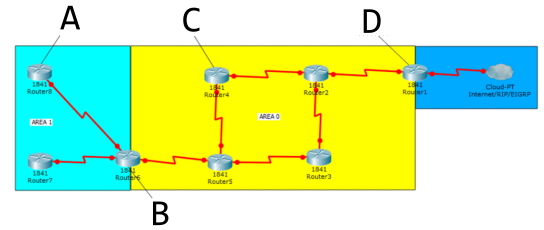 A
C
D
1841
Router8
1841
Router4
1841
Router2
1841
Router1
Cloud-PT
Internet/RIP/EIGRP
AREA 1
AREA 0
1841
Router7
1841
Router6
1841
Router5
1841
Router3
B